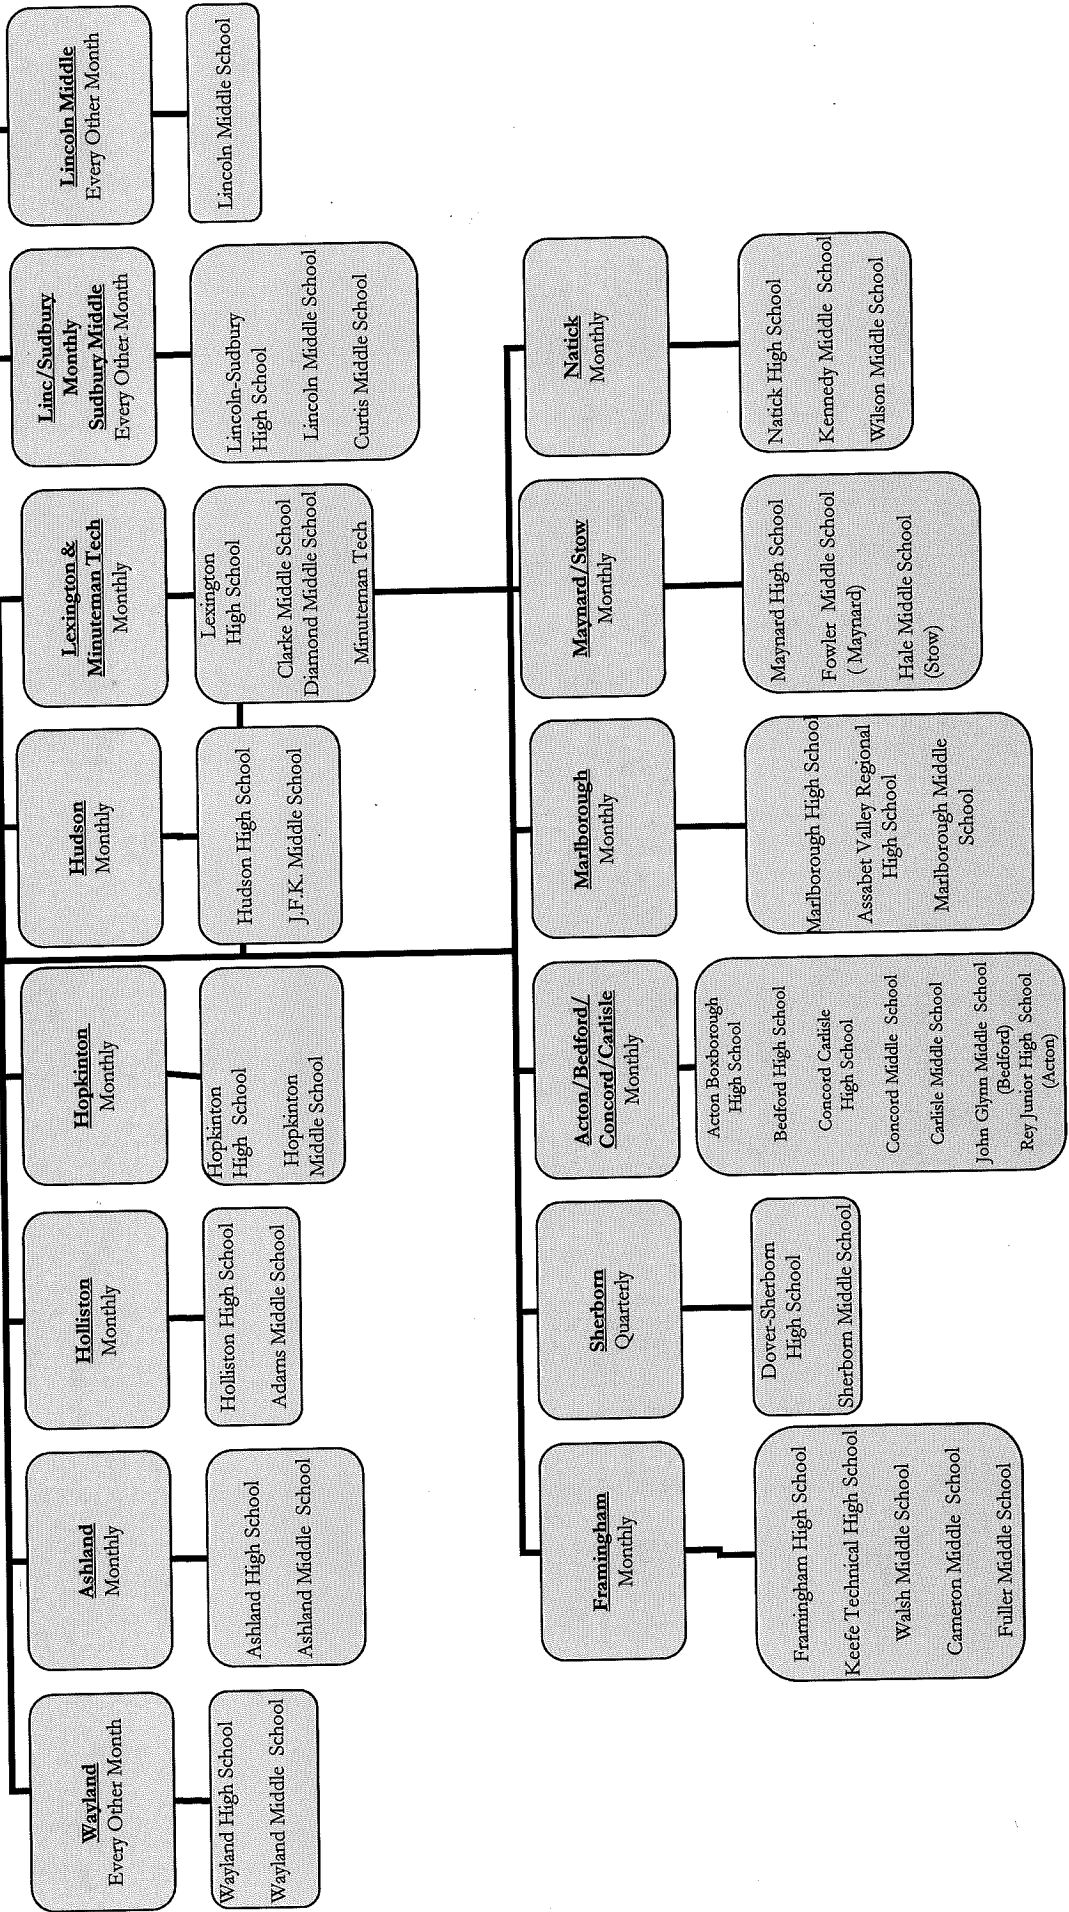 Wayland
Every Other Month
Wayland High School
Wayland Middle School
Ashland
Monthly
Ashland High School
Ashland Middle School
Holliston
Monthly
Holliston High School
Adams Middle School
Hopkinton
Monthly
Hopkinton
High School
Hopkinton
Middle School
Hudson
Monthly
Hudson High School
J.F.K. Middle School
Lexington &
Minuteman Tech
Monthly
Lexington
High School
Clarke Middle School
Diamond Middle School
Minuteman Tech
Linc/Sudbury
Monthly
Sudbury Middle
Every Other Month
Lincoln-Sudbury
High School
Lincoln Middle School
Curtis Middle School
Lincoln Middle
Every Other Month
Lincoln Middle School
Framingham
Monthly
Framingham High School
Keefe Technical High School
Walsh Middle School
Cameron Middle School
Fuller Middle School
Sherborn
Quarterly
Dover-Sherborn
High School
Sherborn Middle School
Acton/Bedford/
Concord/Carlisle
Monthly
Acton Boxborough
High School
Bedford High School
Concord Carlisle
High School
Concord Middle School
Carlisle Middle School
John Glynn Middle School
(Bedford)
Rey Junior High School
(Acton)
Marlborough
Monthly
Marlborough High School
Assabet Valley Regional
High School
Marlborough Middle
School
Maynard/Stow
Monthly
Maynard High School
Fowler Middle School
( Maynard)
Hale Middle School
(Stow)
Natick
Monthly
Natick High School
Kennedy Middle School
Wilson Middle School